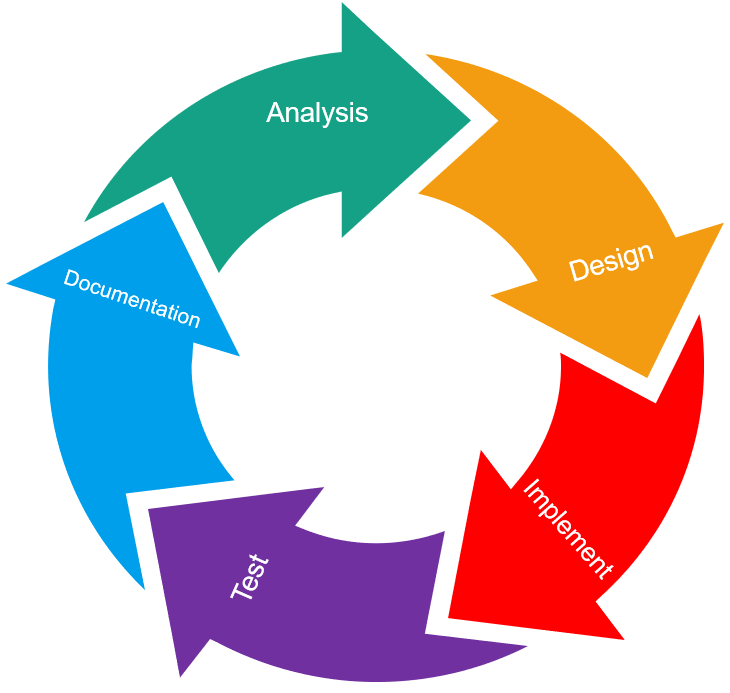 Analysis
Design
Implement
Test
Documentation